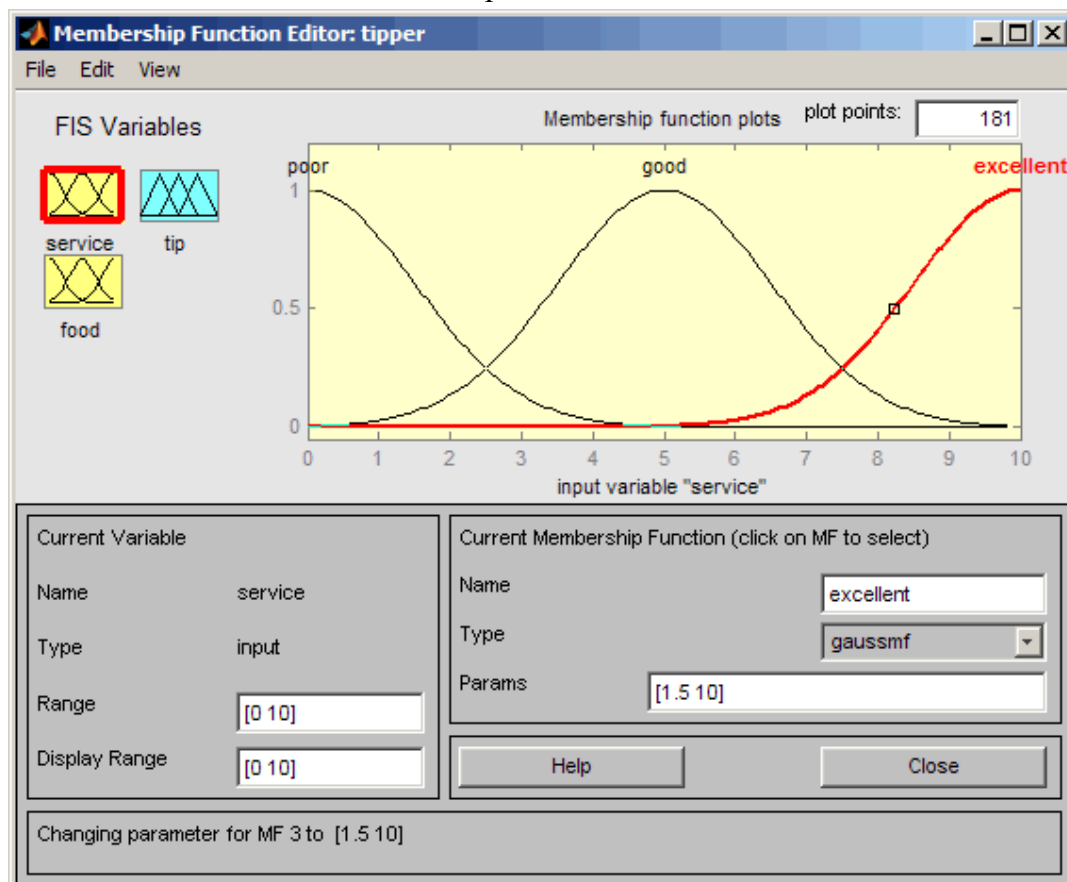 Membership Function Editor: tipper
File Edit View
FIS Variables
service
tip
food
Membership function plots
plot points:
181
poor
good
excellent
1
0.5
0
0 1 2 3 4 5 6 7 8 9 10
input variable "service"
Current Variable
Name service
Type input
Range [0 10]
Display Range [0 10]
Current Membership Function (click on MF to select)
Name excellent
Type gaussmf
Params [1.5 10]
Help
Close
Changing parameter for MF 3 to [1.5 10]